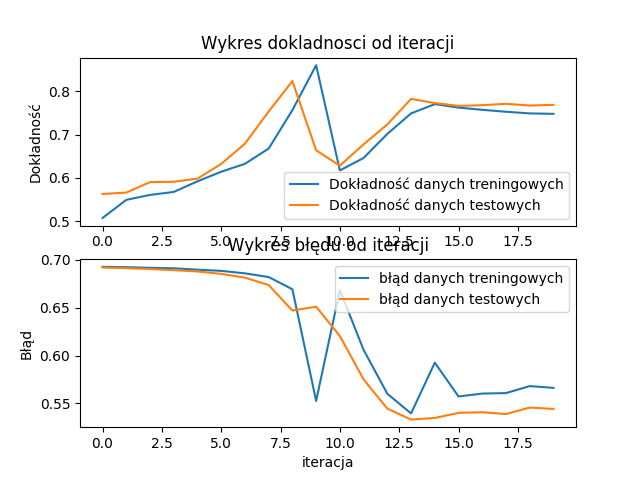 Wykres dokladnosci od iteracji
Dokładność
0.8
0.7
0.6
0.5
Dokładność danych treningowych
Dokładność danych testowych
0.0 2.5 5.0 7.5 10.0 12.5 15.0 17.5
Wykres błędu od iteracji
Błąd
0.70
0.65
0.60
0.55
błąd danych treningowych
błąd danych testowych
0.0 2.5 5.0 7.5 10.0 12.5 15.0 17.5
iteracja